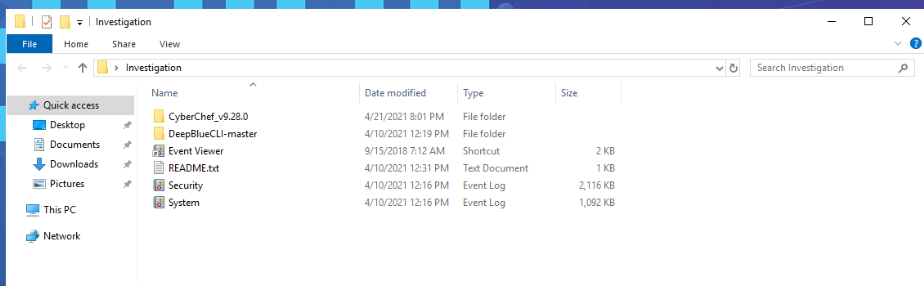 Investigation
File Home Share View
Investigation Search Investigation
Name Date modified Type Size
Quick access
Desktop
Documents
Downloads
Pictures
This PC
Network
CyberChef_v9.28.0 4/21/2021 8:01 PM File folder
DeepBlueCLI-master 4/10/2021 12:19 PM File folder
Event Viewer 9/15/2018 7:12 AM Shortcut 2 KB
README.txt 4/10/2021 12:31 PM Text Document 1 KB
Security 4/10/2021 12:16 PM Event Log 2,116 KB
System 4/10/2021 12:16 PM Event Log 1,092 KB